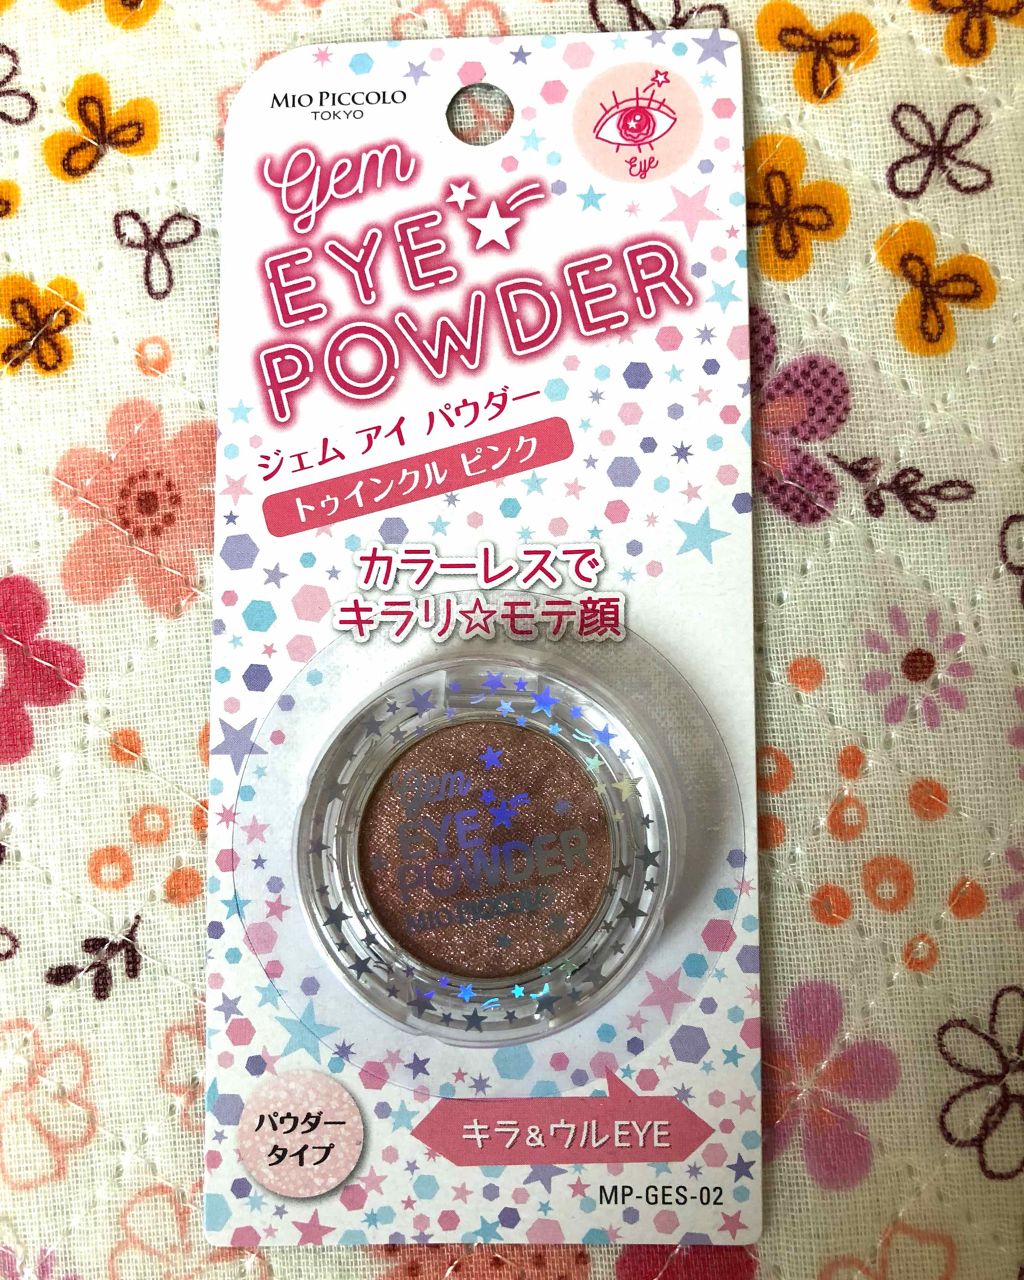 MIO PICCOLO
TOKYO
Eye
Gem
EYE
POWDER
ジェム アイ パウダー
トゥインクル ピンク
カラーレスで
キラリ☆モテ顔
Gem
EYE
POWDER
MIO PICCOLO
パウダー
タイプ
キラ&ウルEYE
MP-GES-02